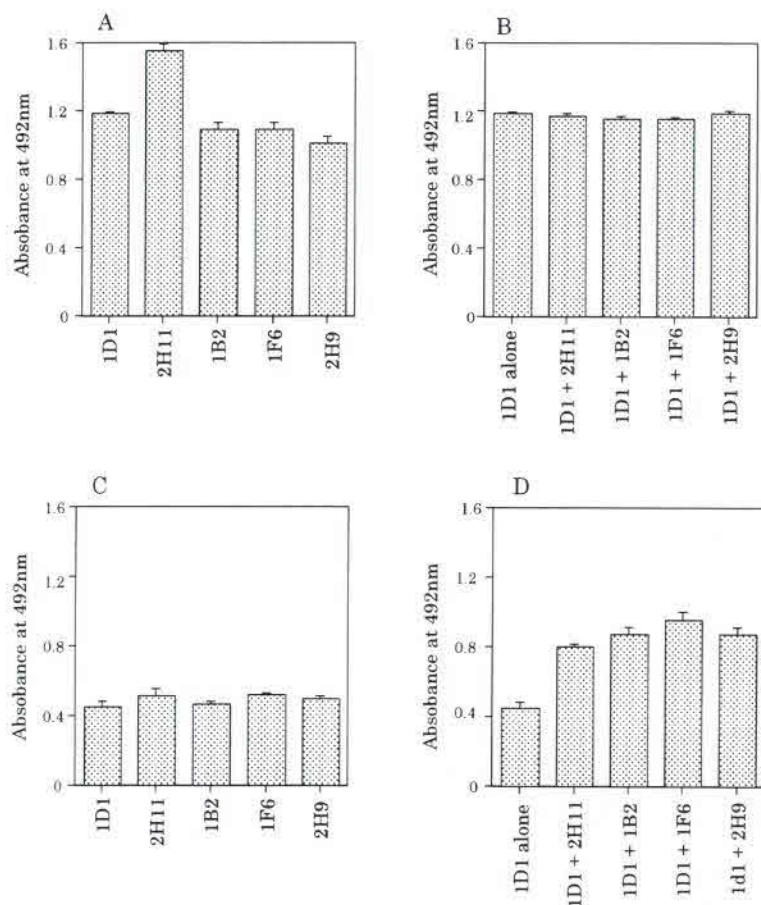 A
Absobance at 492nm
1.6
1.2
0.8
0.4
0
1D1
2H11
1B2
1F6
2H9
B
Absobance at 492nm
1.6
1.2
0.8
0.4
0
1D1 alone
1D1 + 2H11
1D1 + 1B2
1D1 + 1F6
1D1 + 2H9
C
Absobance at 492nm
1.6
1.2
0.8
0.4
0
1D1
2H11
1B2
1F6
2H9
D
Absobance at 492nm
1.6
1.2
0.8
0.4
0
1D1 alone
1D1 + 2H11
1D1 + 1B2
1D1 + 1F6
1d1 + 2H9